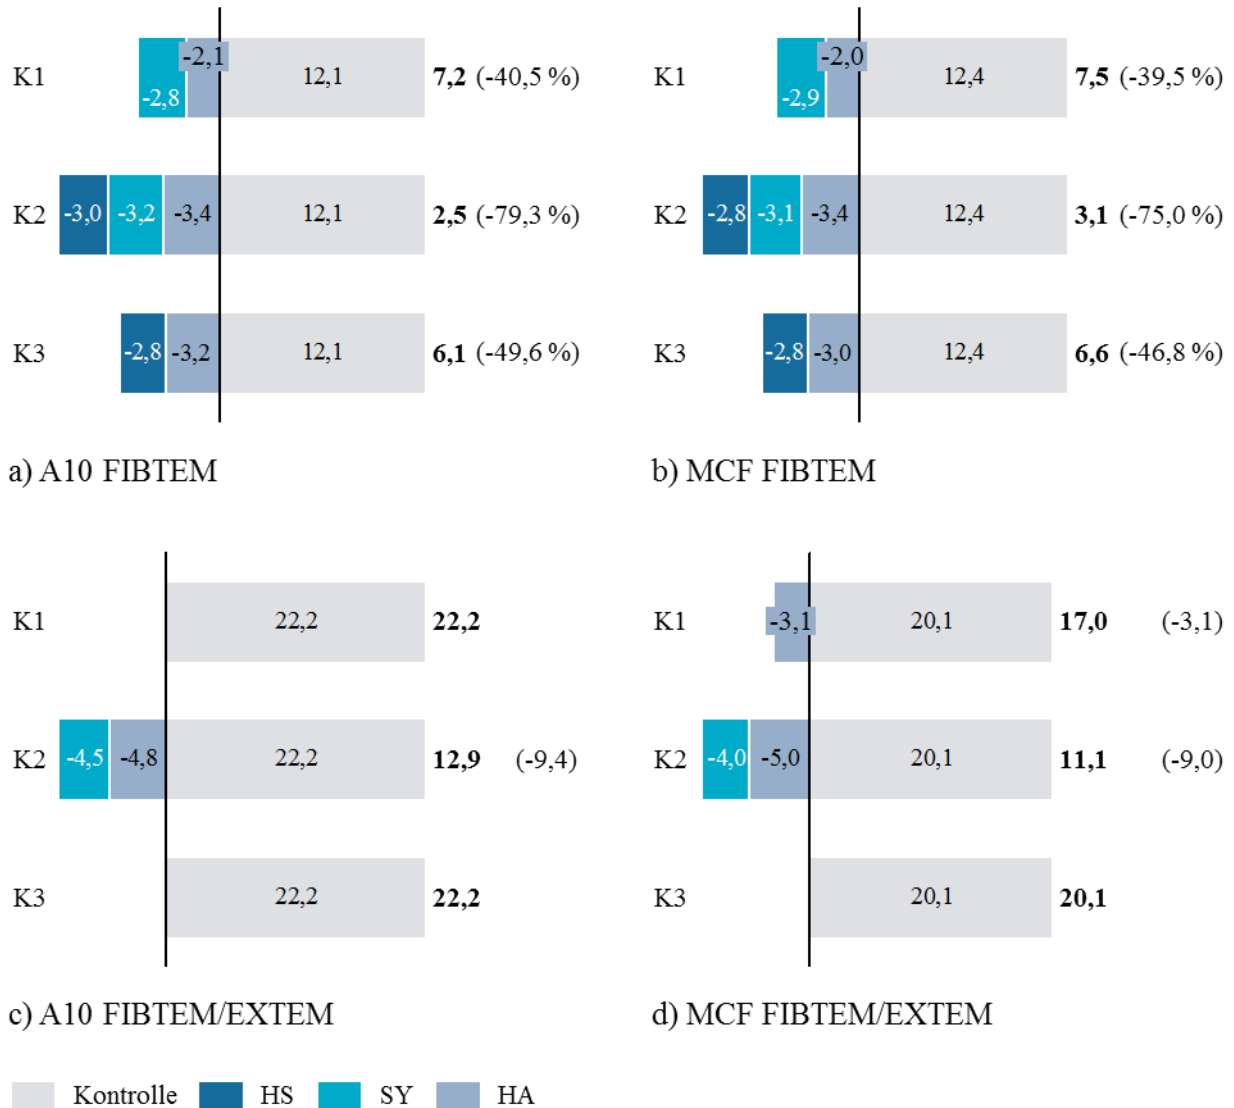 K1 -2,8 -2,1 12,1 7,2 (-40,5 %)
K2 -3,0 -3,2 -3,4 12,1 2,5 (-79,3 %)
K3 -2,8 -3,2 12,1 6,1 (-49,6 %)
a) A10 FIBTEM
K1 -2,9 -2,0 12,4 7,5 (-39,5 %)
K2 -2,8 -3,1 -3,4 12,4 3,1 (-75,0 %)
K3 -2,8 -3,0 12,4 6,6 (-46,8 %)
b) MCF FIBTEM
K1 22,2 22,2
K2 -4,5 -4,8 22,2 12,9 (-9,4)
K3 22,2 22,2
c) A10 FIBTEM/EXTEM
K1 -3,1 20,1 17,0 (-3,1)
K2 -4,0 -5,0 20,1 11,1 (-9,0)
K3 20,1 20,1
d) MCF FIBTEM/EXTEM
Kontrolle HS SY HA